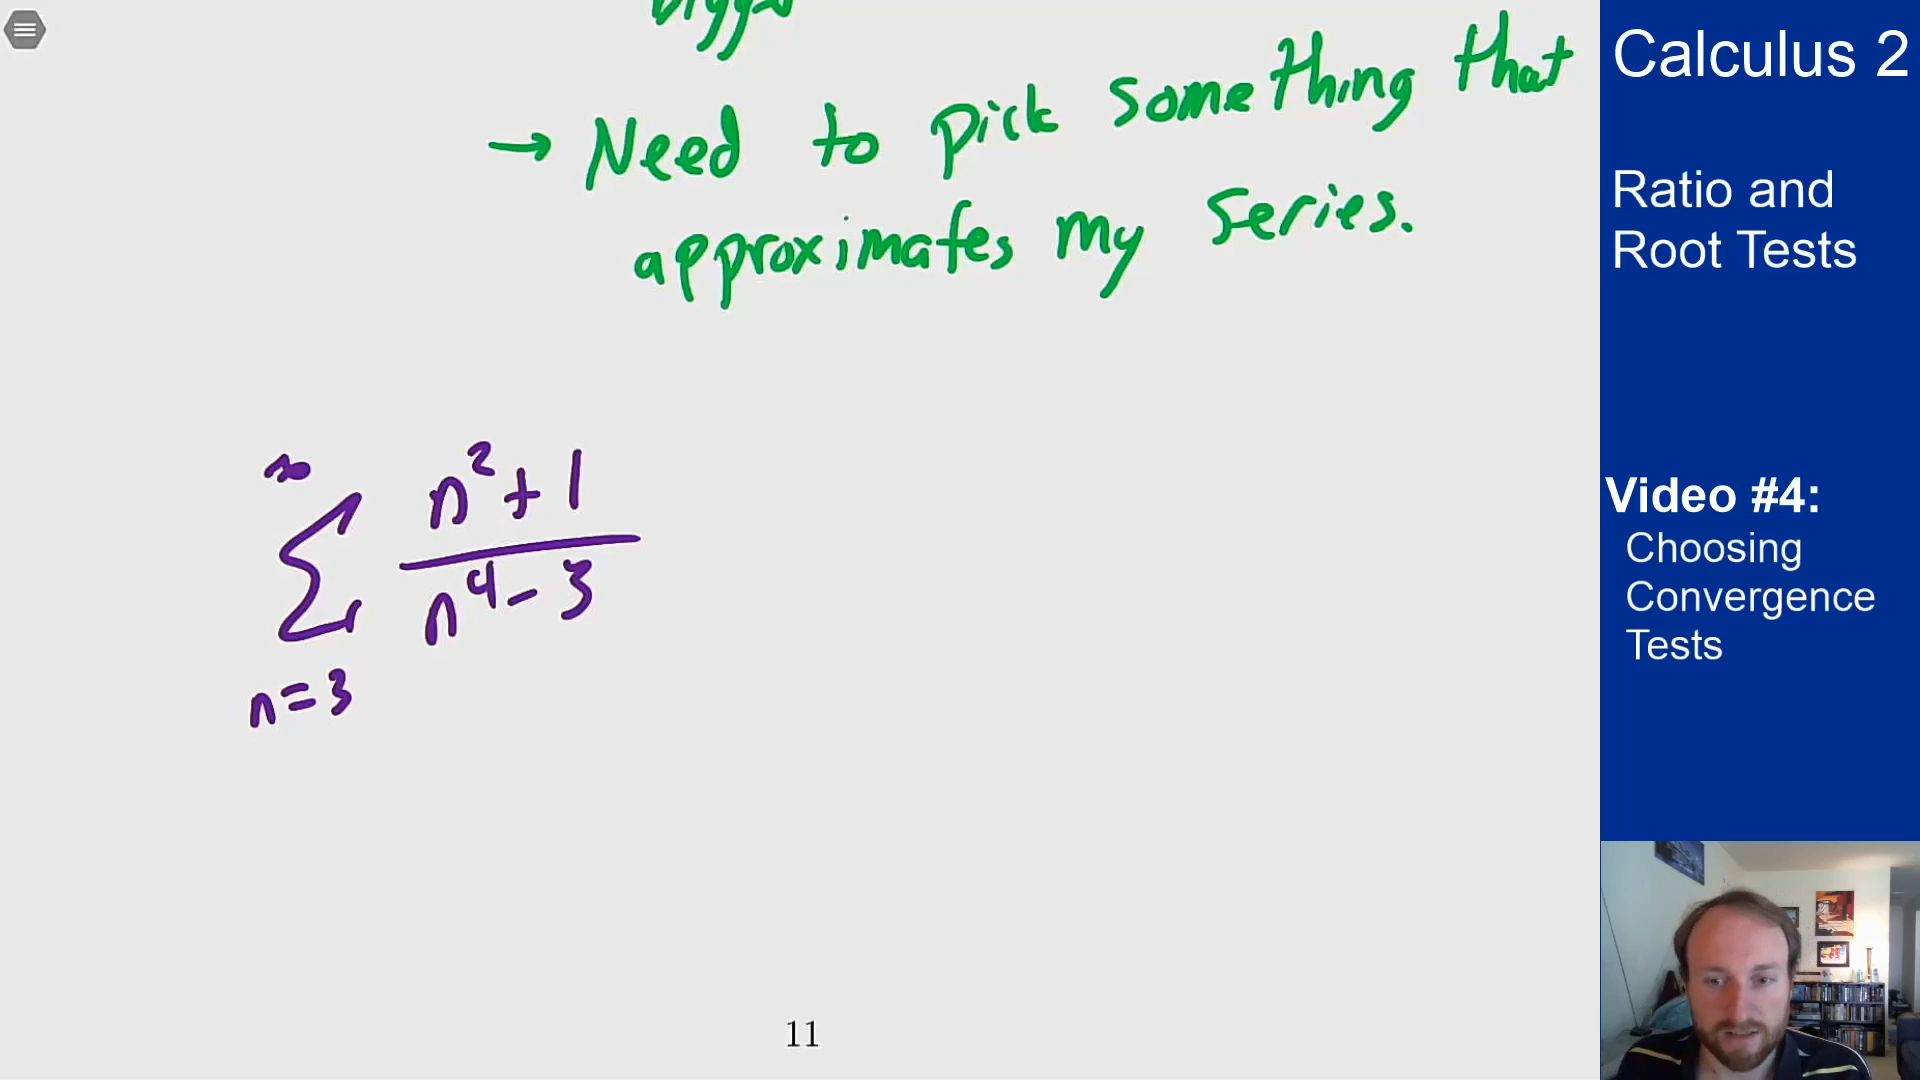 → Need to pick something that
approximates my series.
∞
∑ n²+1
n⁴-3
n=3
11
Calculus 2
Ratio and
Root Tests
Video #4:
Choosing
Convergence
Tests